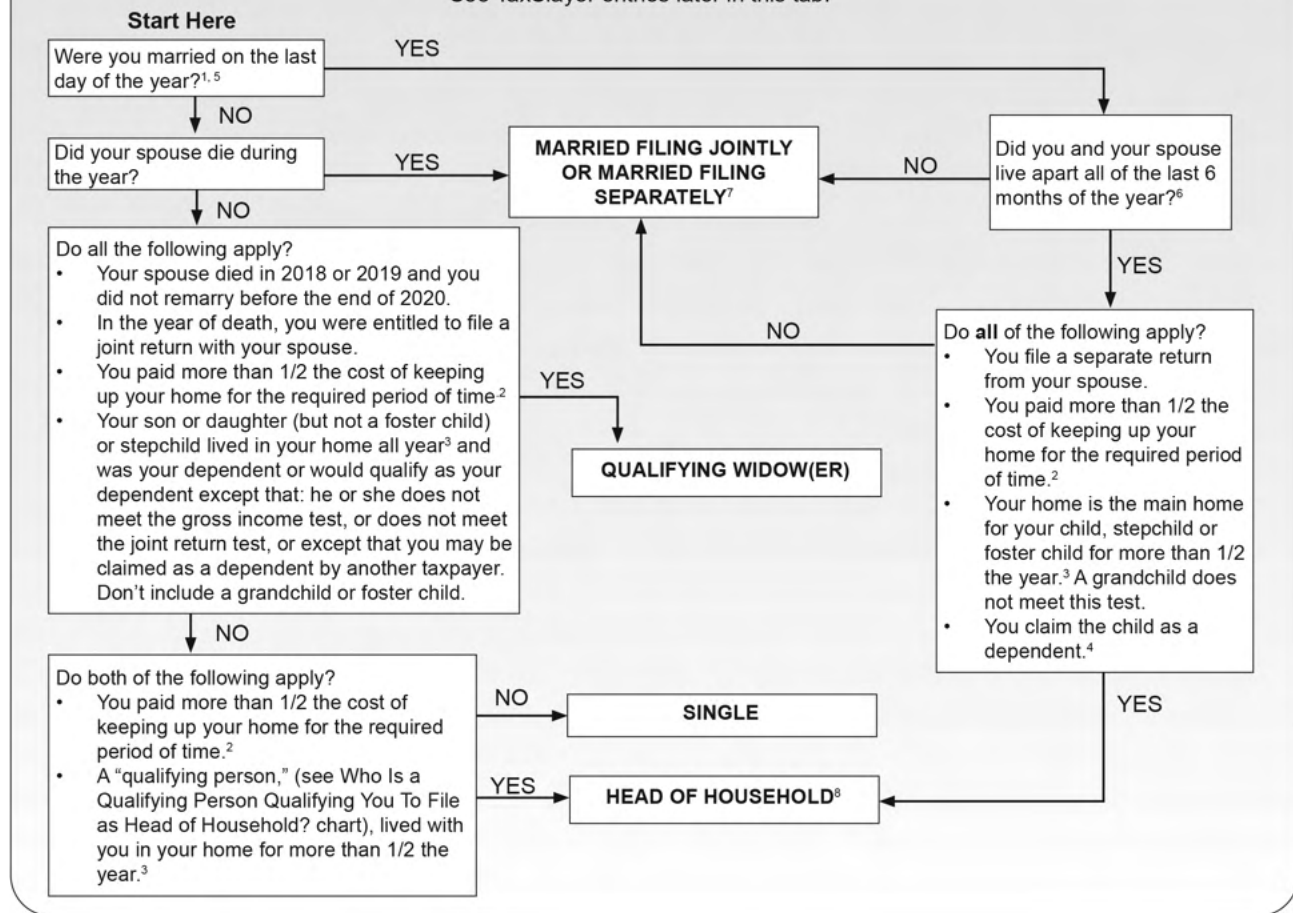 See TaxSlayer entries later in this tab.
Start Here
Were you married on the last
day of the year?¹,⁵
YES
NO
Did your spouse die during
the year?
YES
MARRIED FILING JOINTLY
OR MARRIED FILING
SEPARATELY⁷
NO
Did you and your spouse
live apart all of the last 6
months of the year?⁶
NO
YES
Do all the following apply?
• Your spouse died in 2018 or 2019 and you
did not remarry before the end of 2020.
• In the year of death, you were entitled to file a
joint return with your spouse.
• You paid more than 1/2 the cost of keeping
up your home for the required period of time.²
• Your son or daughter (but not a foster child)
or stepchild lived in your home all year³ and
was your dependent or would qualify as your
dependent except that: he or she does not
meet the gross income test, or does not meet
the joint return test, or except that you may be
claimed as a dependent by another taxpayer.
Don't include a grandchild or foster child.
YES
QUALIFYING WIDOW(ER)
NO
Do all of the following apply?
• You file a separate return
from your spouse.
• You paid more than 1/2 the
cost of keeping up your
home for the required period
of time.²
• Your home is the main home
for your child, stepchild or
foster child for more than 1/2
the year.³ A grandchild does
not meet this test.
• You claim the child as a
dependent.⁴
NO
YES
Do both of the following apply?
• You paid more than 1/2 the cost of
keeping up your home for the required
period of time.²
• A “qualifying person,” (see Who Is a
Qualifying Person Qualifying You To File
as Head of Household? chart), lived with
you in your home for more than 1/2 the
year.³
NO
SINGLE
YES
HEAD OF HOUSEHOLD⁸